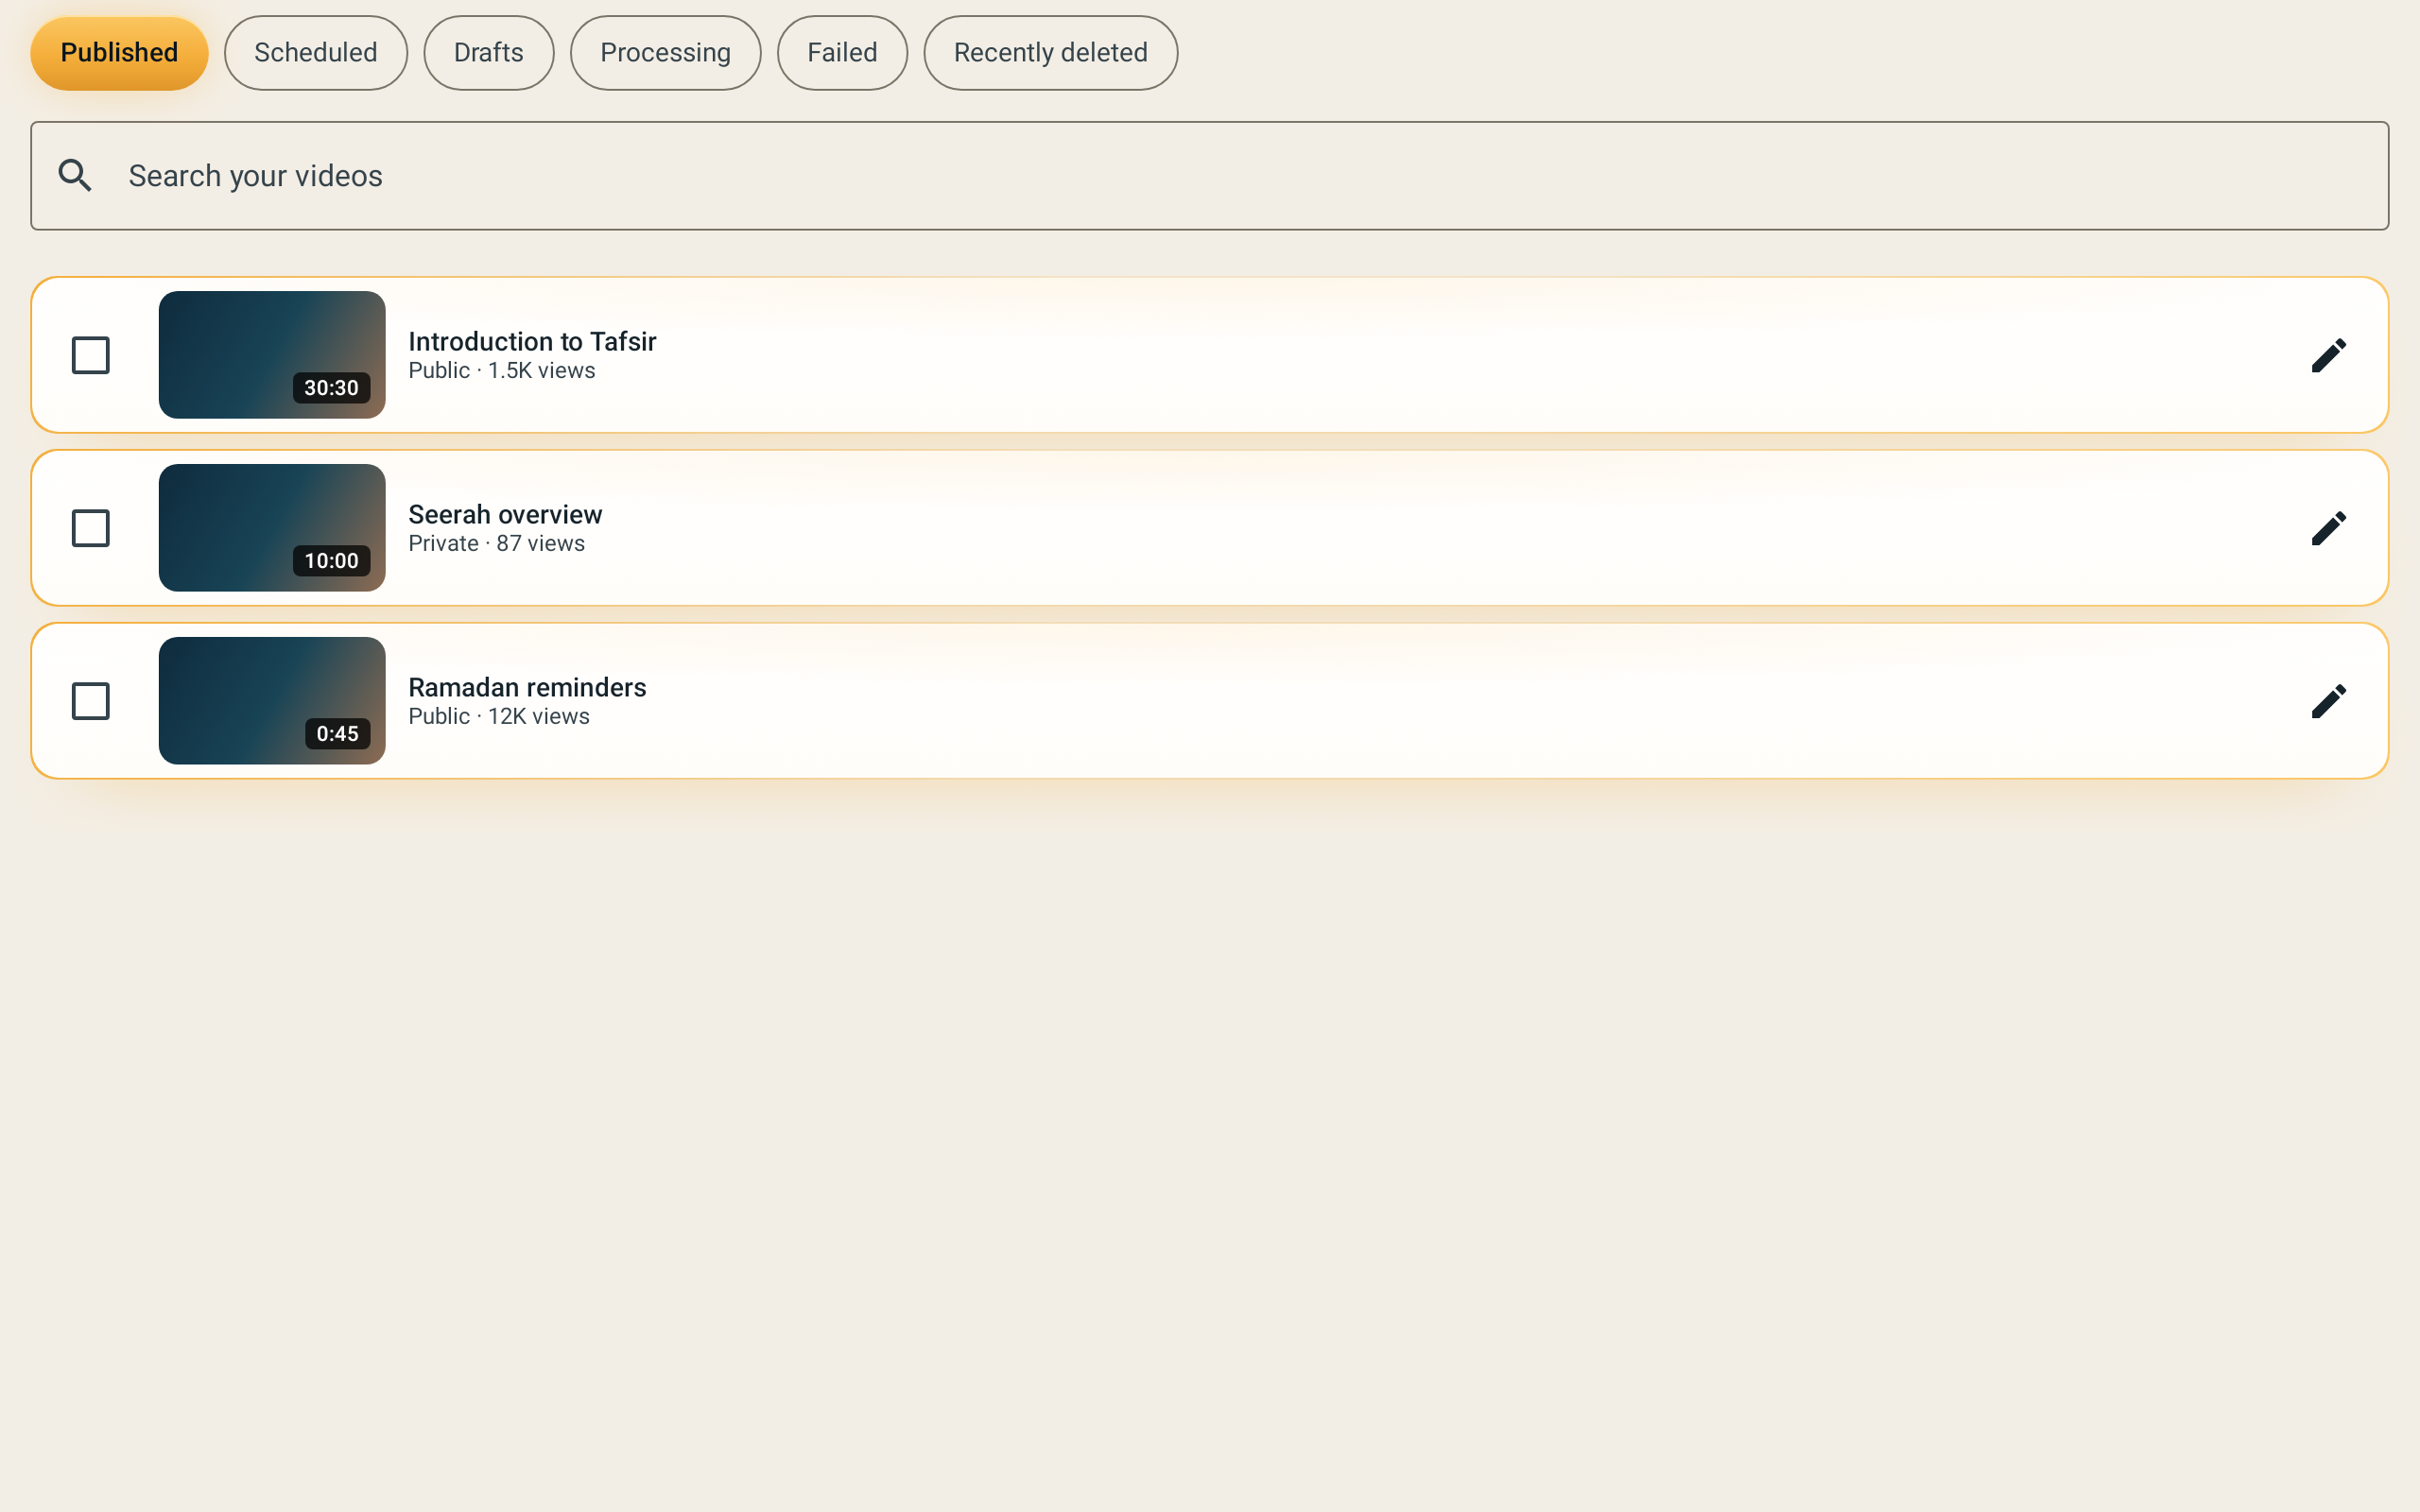 Published
Scheduled
Drafts
Processing
Failed
Recently deleted
Search your videos
30:30
Introduction to Tafsir
Public · 1.5K views
10:00
Seerah overview
Private · 87 views
0:45
Ramadan reminders
Public · 12K views